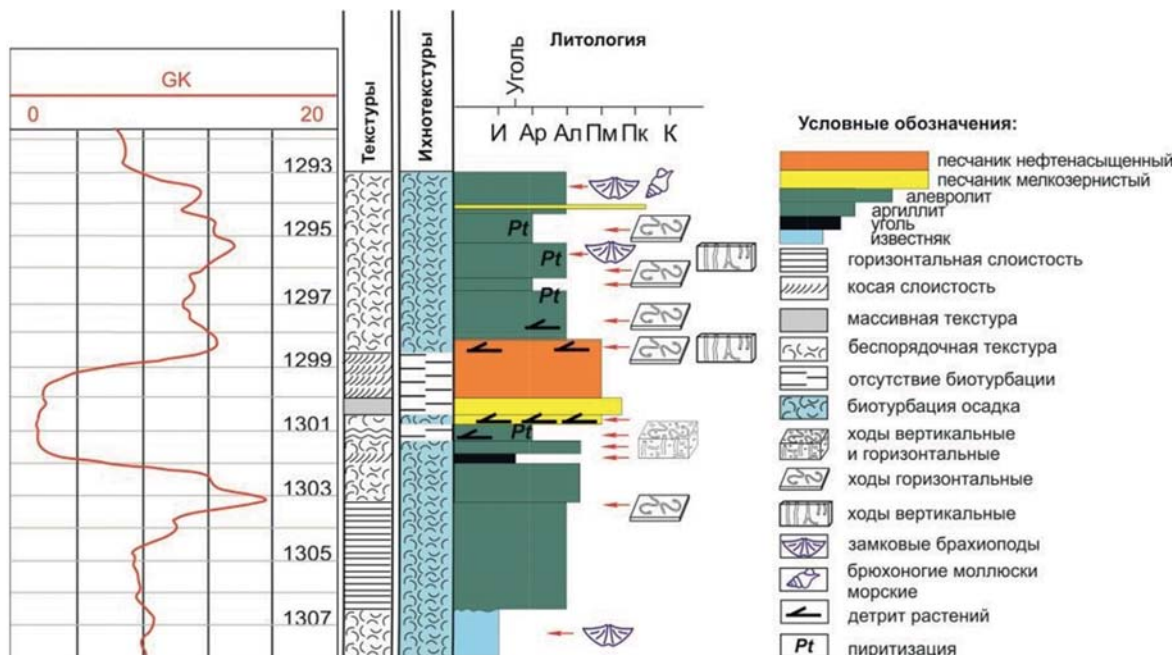 GK
0 20
Текстуры
Ихнотекстуры
Литология
Уголь
И Ар Ал Пм Пк К
1293
1295
1297
1299
1301
1303
1305
1307
Pt
Pt
Pt
Pt
Условные обозначения:
песчаник нефтенасыщенный
песчаник мелкозернистый
алевролит
аргиллит
уголь
известняк
горизонтальная слоистость
косая слоистость
массивная текстура
беспорядочная текстура
отсутствие биотурбации
биотурбация осадка
ходы вертикальные
и горизонтальные
ходы горизонтальные
ходы вертикальные
замковые брахиоподы
брюхоногие моллюски
морские
детрит растений
Pt пиритизация